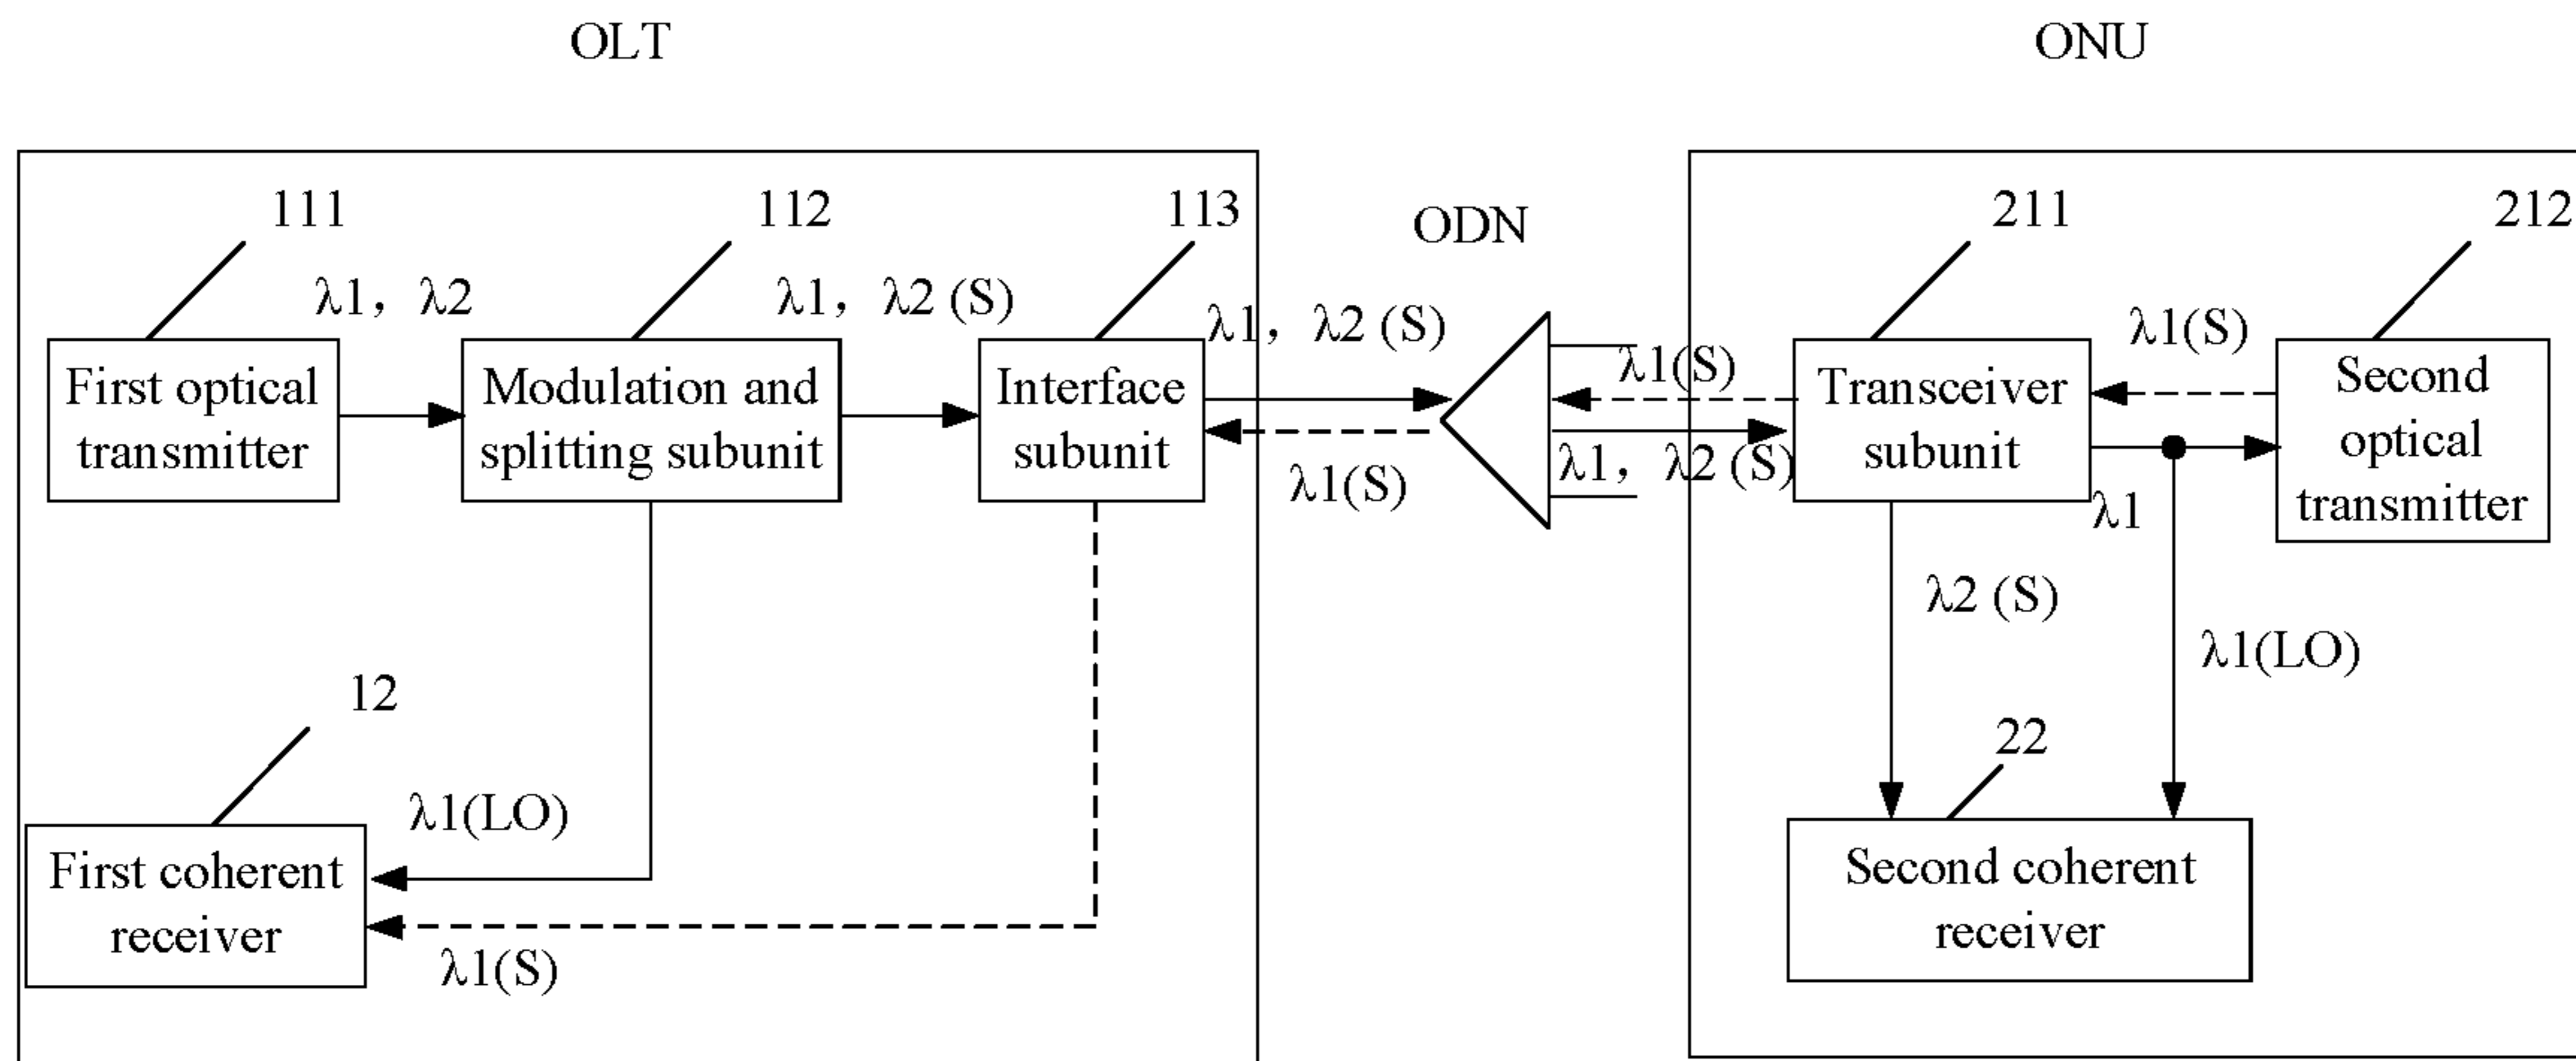 OLT
ONU
111
112
113
ODN
211
212
λ1， λ2
λ1， λ2 (S)
λ1， λ2 (S)
λ1(S)
λ1(S)
First optical
transmitter
Modulation and
splitting subunit
Interface
subunit
λ1(S)
λ1， λ2 (S)
Transceiver
subunit
λ1
Second
optical
transmitter
λ2 (S)
λ1(LO)
12
22
λ1(LO)
First coherent
receiver
λ1(S)
Second coherent
receiver